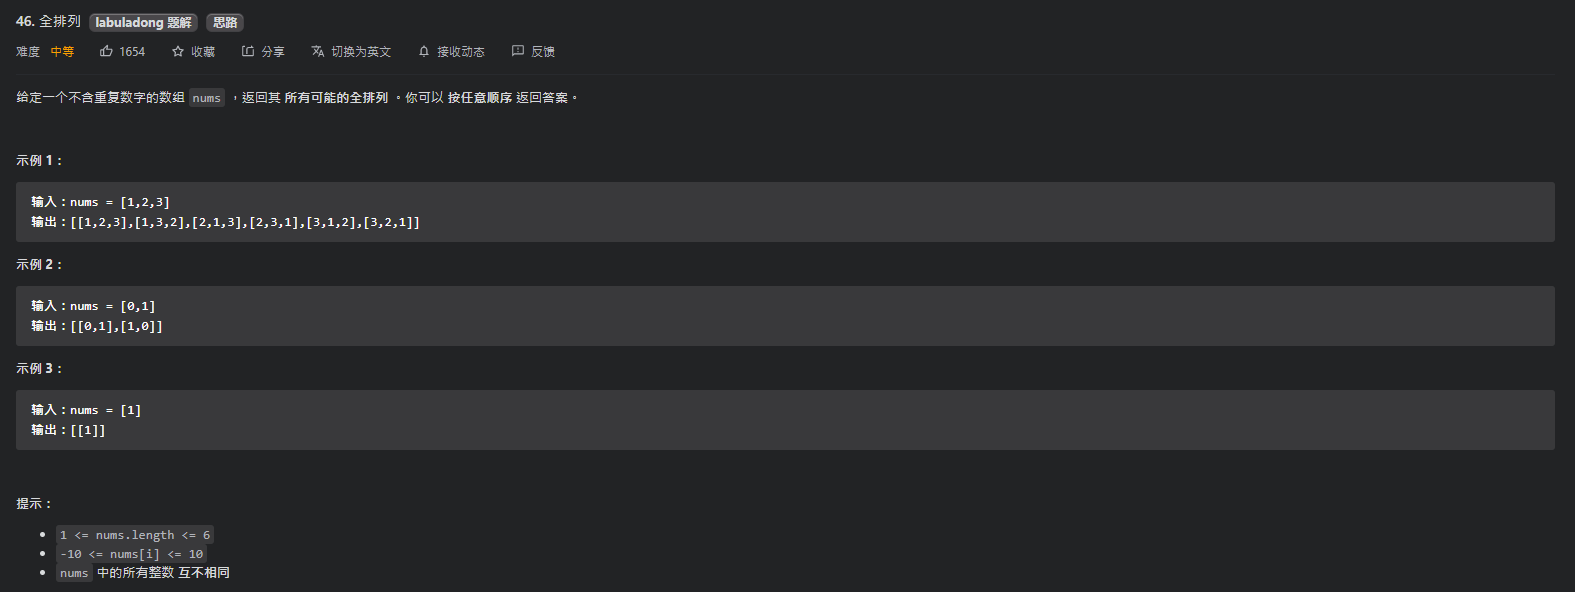 46. 全排列 labuladong 题解 思路
难度 中等 1654 收藏 分享 切换为英文 接收动态 反馈
给定一个不含重复数字的数组 nums ，返回其 所有可能的全排列 。你可以 按任意顺序 返回答案。
示例 1：
输入：nums = [1,2,3]
输出：[[1,2,3],[1,3,2],[2,1,3],[2,3,1],[3,1,2],[3,2,1]]
示例 2：
输入：nums = [0,1]
输出：[[0,1],[1,0]]
示例 3：
输入：nums = [1]
输出：[[1]]
提示：
1 <= nums.length <= 6
-10 <= nums[i] <= 10
nums 中的所有整数 互不相同